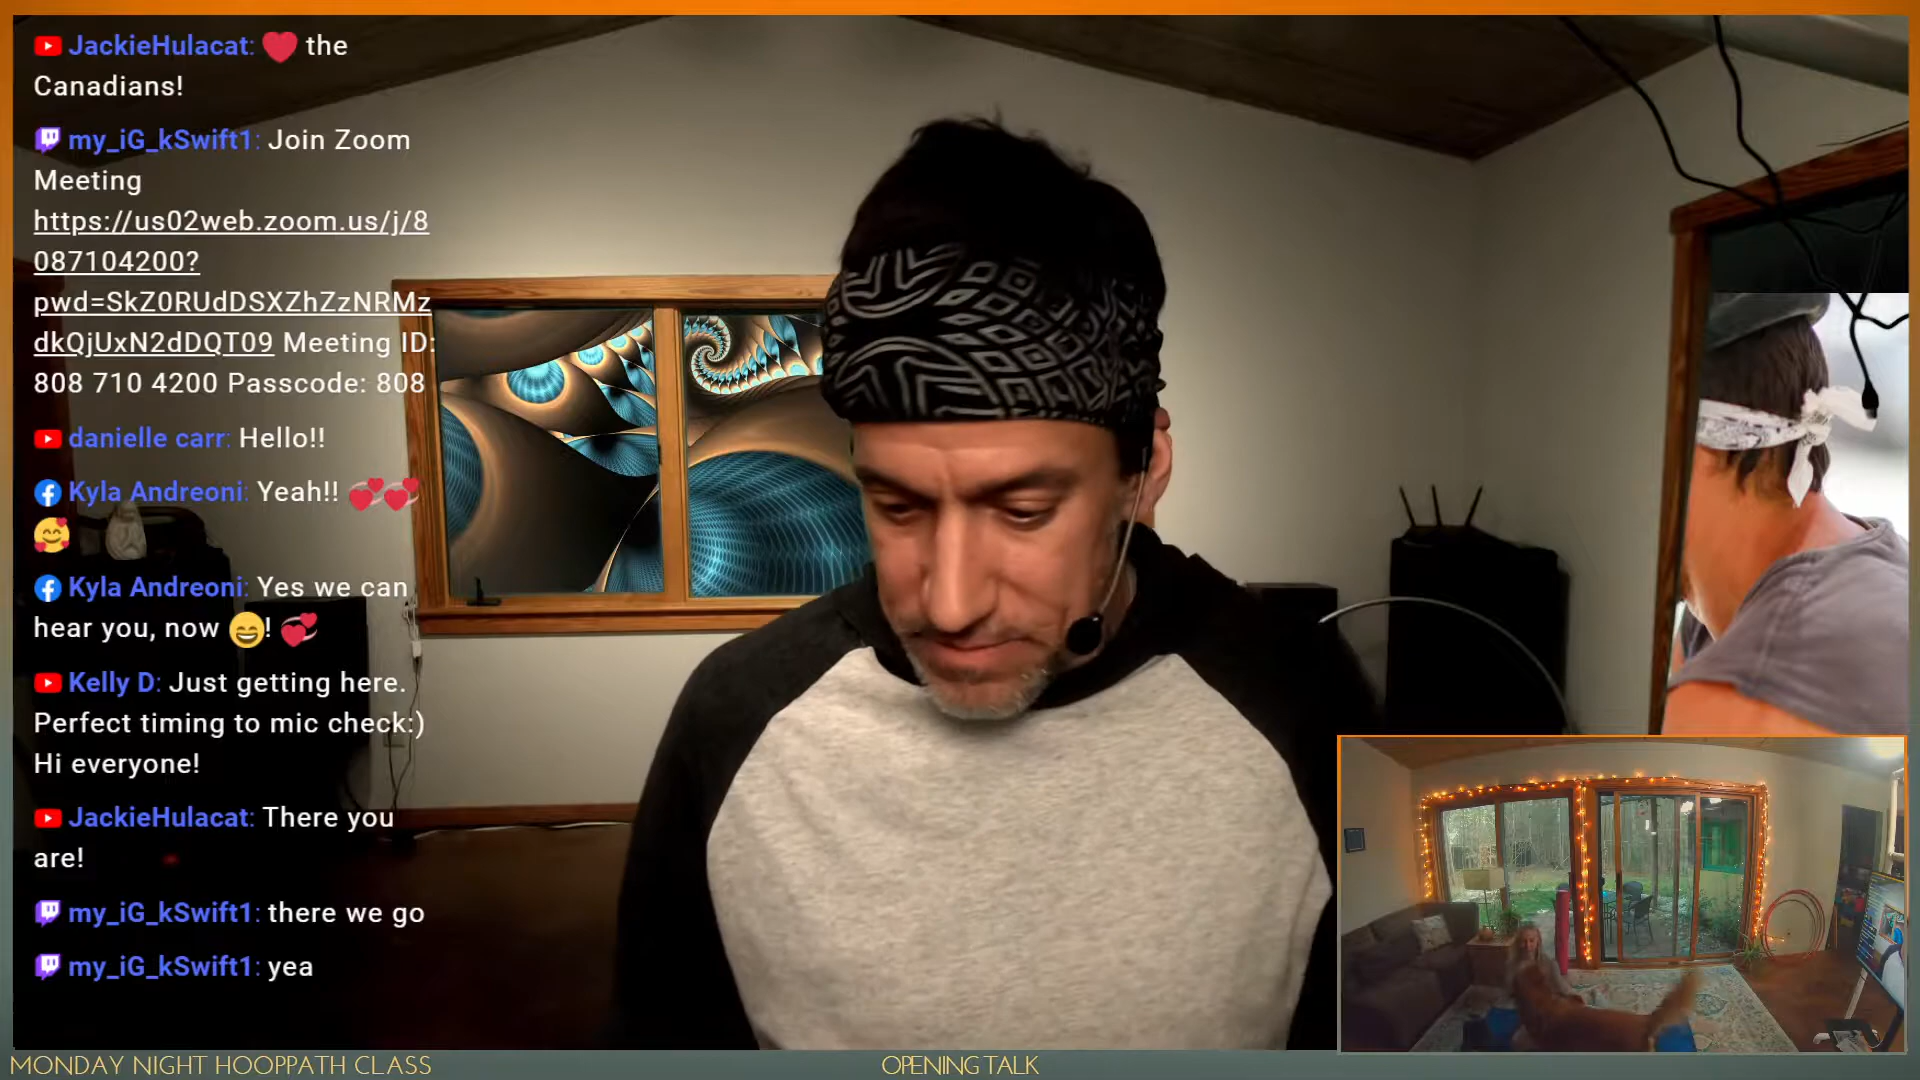 JackieHulacat: ❤️ the
Canadians!
my_iG_kSwift1: Join Zoom
Meeting
https://us02web.zoom.us/j/8
087104200?
pwd=SkZ0RUdDSXZhZzNRMz
dkQjUxN2dDQT09 Meeting ID:
808 710 4200 Passcode: 808
danielle carr: Hello!!
Kyla Andreoni: Yeah!! 💞💞
🥰
Kyla Andreoni: Yes we can
hear you, now 😄! 💞
Kelly D: Just getting here.
Perfect timing to mic check:)
Hi everyone!
JackieHulacat: There you
are!
my_iG_kSwift1: there we go
my_iG_kSwift1: yea
MONDAY NIGHT HOOPPATH CLASS
OPENING TALK